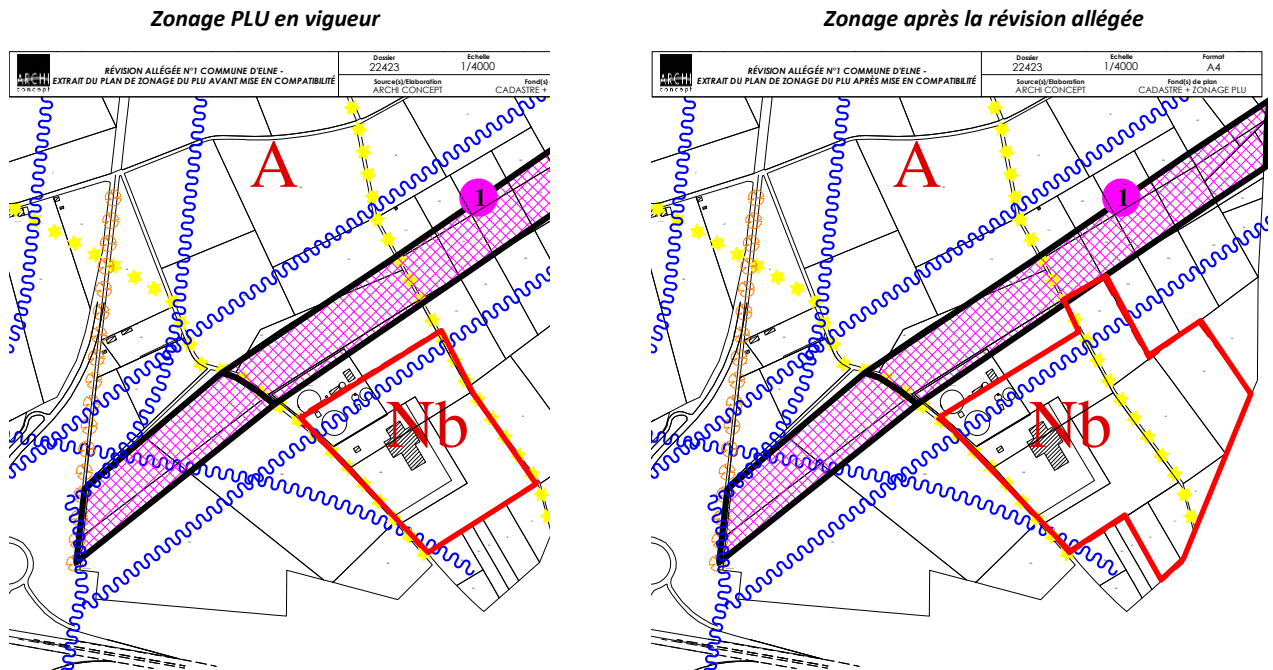 Zonage PLU en vigueur
Zonage après la révision allégée
ARCHI
concept
RÉVISION ALLÉGÉE N°1 COMMUNE D'ELNE -
EXTRAIT DU PLAN DE ZONAGE DU PLU AVANT MISE EN COMPATIBILITÉ
Dossier
22423
Echelle
1/4000
Source(s)/Elaboration
ARCHI CONCEPT
Fond(s)
CADASTRE +
A
1
Nb
ARCHI
concept
RÉVISION ALLÉGÉE N°1 COMMUNE D'ELNE -
EXTRAIT DU PLAN DE ZONAGE DU PLU APRÈS MISE EN COMPATIBILITÉ
Dossier
22423
Echelle
1/4000
Format
A4
Source(s)/Elaboration
ARCHI CONCEPT
Fond(s) de plan
CADASTRE + ZONAGE PLU
A
1
Nb